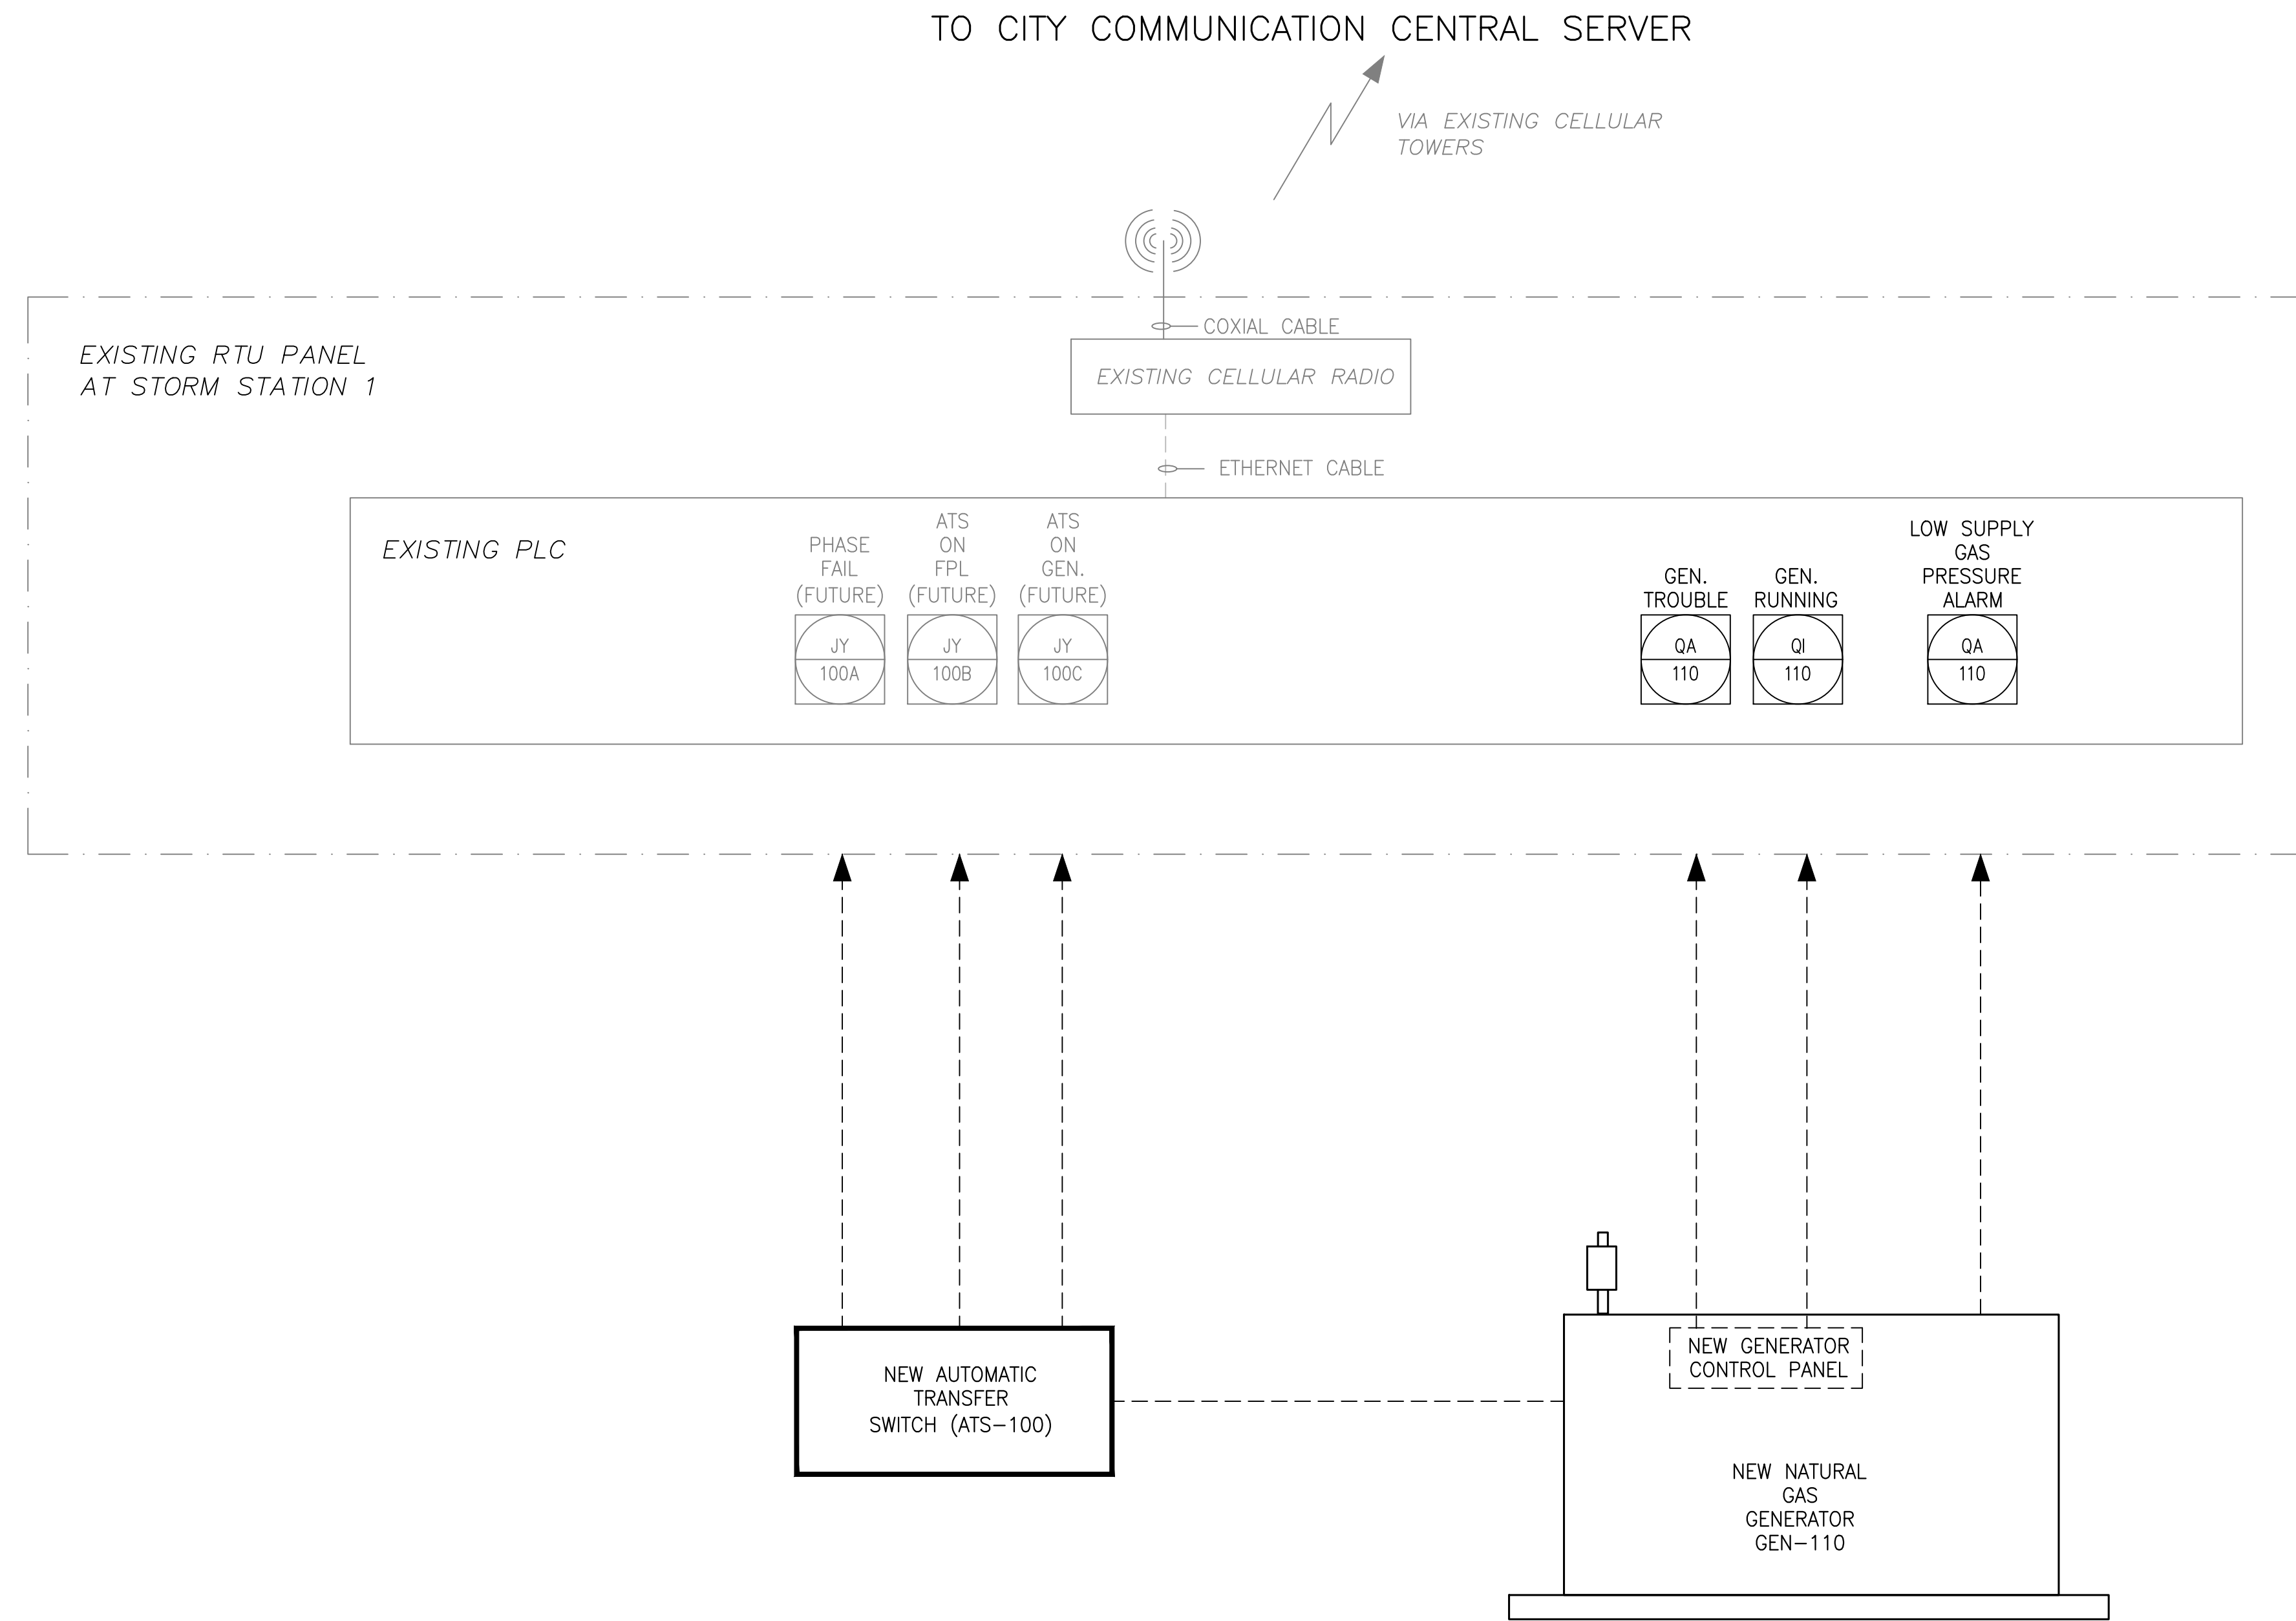 TO CITY COMMUNICATION CENTRAL SERVER
VIA EXISTING CELLULAR
TOWERS
COXIAL CABLE
EXISTING RTU PANEL
AT STORM STATION 1
EXISTING CELLULAR RADIO
ETHERNET CABLE
EXISTING PLC
PHASE
FAIL
(FUTURE)
JY
100A
ATS
ON
FPL
(FUTURE)
JY
100B
ATS
ON
GEN.
(FUTURE)
JY
100C
GEN.
TROUBLE
QA
110
GEN.
RUNNING
QI
110
LOW SUPPLY
GAS
PRESSURE
ALARM
QA
110
NEW AUTOMATIC
TRANSFER
SWITCH (ATS-100)
NEW GENERATOR
CONTROL PANEL
NEW NATURAL
GAS
GENERATOR
GEN-110